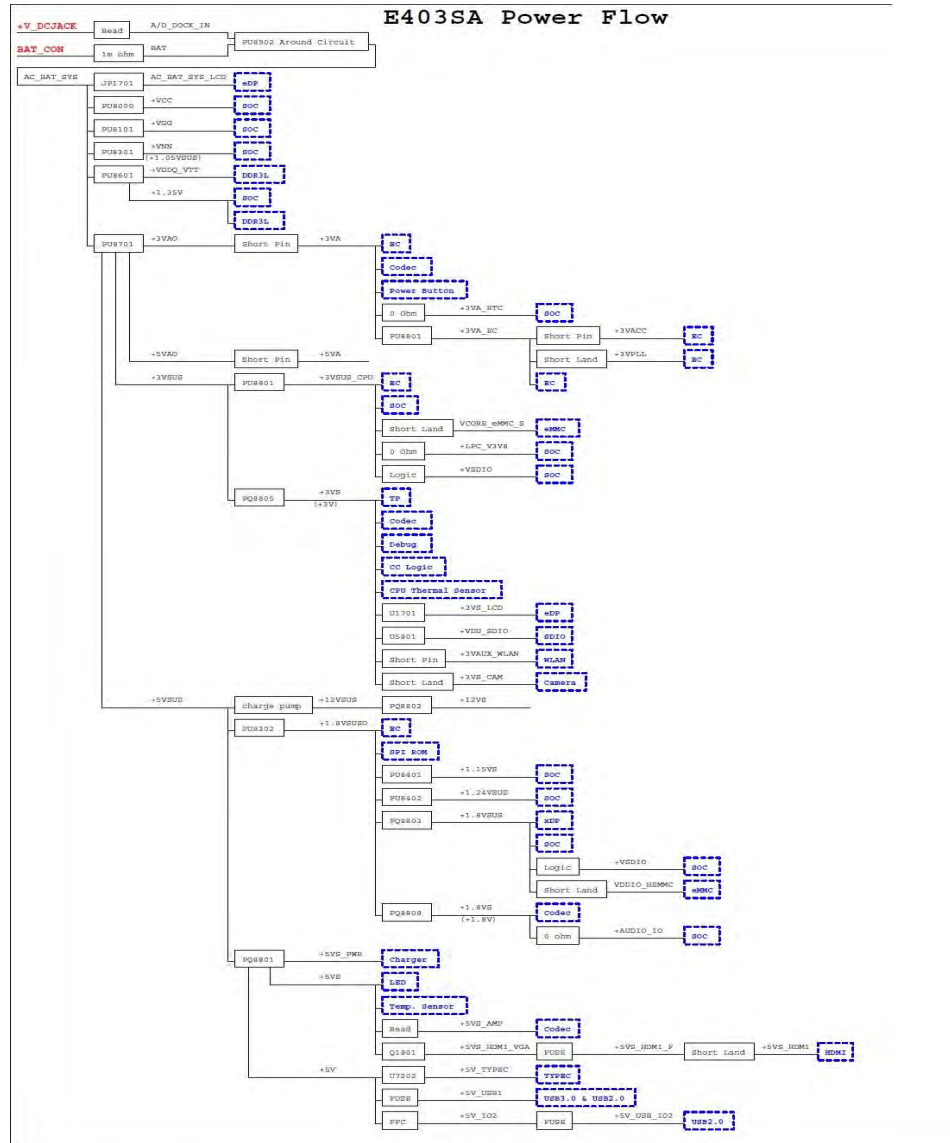 E403SA Power Flow
+V_DCJACK Bead A/D_DOCK_IN
PU8902 Around Circuit
BAT_CON 1m ohm BAT
AC_BAT_SYS JP1701 AC_BAT_SYS_LCD eDP
PU8000 +VCC SOC
PU8101 +VGG SOC
PU8301 +VNN SOC
(+1.05VSUS)
PU8601 +VDDQ_VTT DDR3L
+1.35V SOC
DDR3L
PU8701 +3VAO Short Pin +3VA EC
Codec
Power Button
0 Ohm +3VA_RTC SOC
PU8801 +3VA_EC Short Pin +3VACC EC
+5VAO Short Pin +5VA Short Land +3VPLL EC
+3VSUS PU8801 +3VSUS_CPU EC EC
SOC
Short Land VCORE_eMMC_S eMMC
0 Ohm +LPC_V3V8 SOC
Logic +VSDIO SOC
PQ8805 +3VS TP
(+3V)
Codec
Debug
CC Logic
CPU Thermal Sensor
U1701 +3VS_LCD eDP
U5801 +VDD_SDIO SDIO
Short Pin +3VAUX_WLAN WLAN
Short Land +3VS_CAM Camera
+5VSUS charge pump +12VSUS PQ8802 +12VS
PU8302 +1.8VSUSO EC
SPI ROM
PU8401 +1.15VS SOC
PU8402 +1.24VSUS SOC
PQ8803 +1.8VSUS XDP
SOC
Logic +VSDIO SOC
Short Land VDDIO_HSMMC eMMC
PQ8808 +1.8VS Codec
(+1.8V)
0 ohm +AUDIO_IO SOC
PQ8801 +5VS_PWR Charger
+5VS LED
Temp. Sensor
Bead +5VS_AMP Codec
Q1801 +5VS_HDMI_VGA FUSE +5VS_HDMI_F Short Land +5VS_HDMI HDMI
+5V U7202 +5V_TYPEC TYPEC
FUSE +5V_USB1 USB3.0 & USB2.0
FPC +5V_IO2 FUSE +5V_USB_IO2 USB2.0